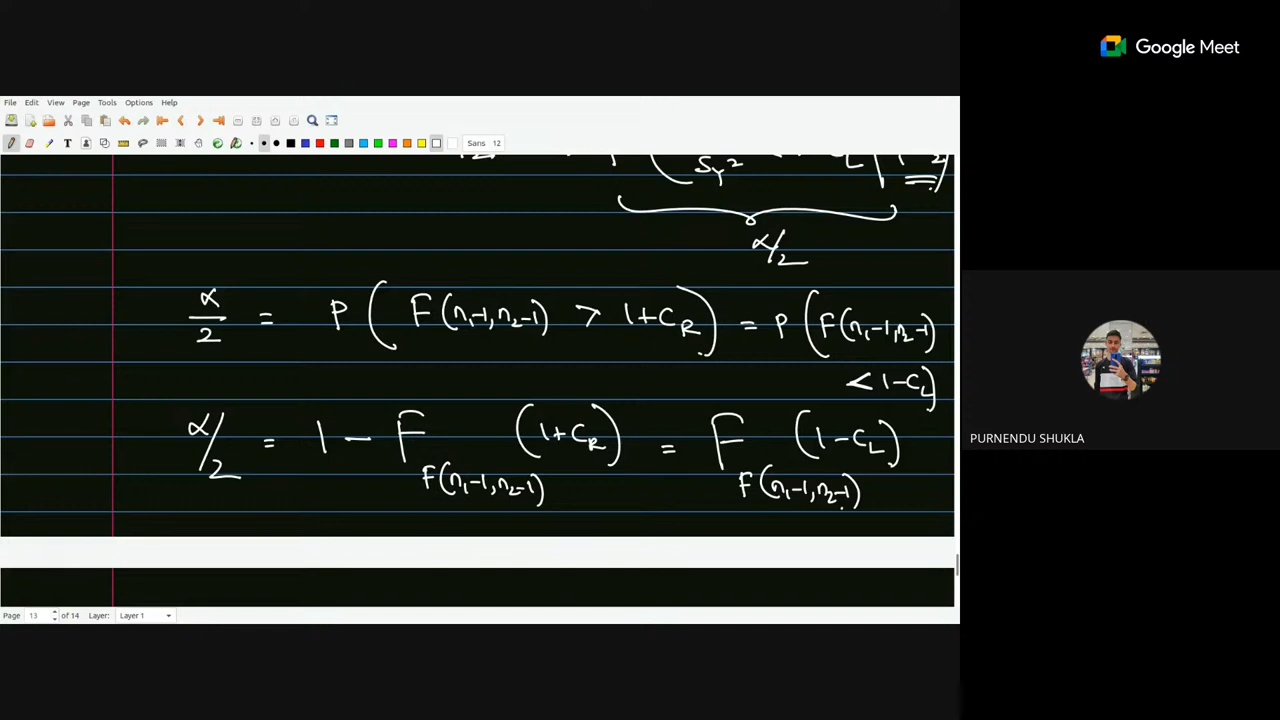 Google Meet
File Edit View Page Tools Options Help
Sans 12
S_Y²
α/2
α/2 = P( F(n₁-1, n₂-1) > 1+C_R ) = P( F(n₁-1, n₂-1)
< 1-C_L )
α/2 = 1 - F_{F(n₁-1, n₂-1)} (1+C_R) = F_{F(n₁-1, n₂-1)} (1-C_L)
PURNENDU SHUKLA
Page 13 of 14 Layer: Layer 1